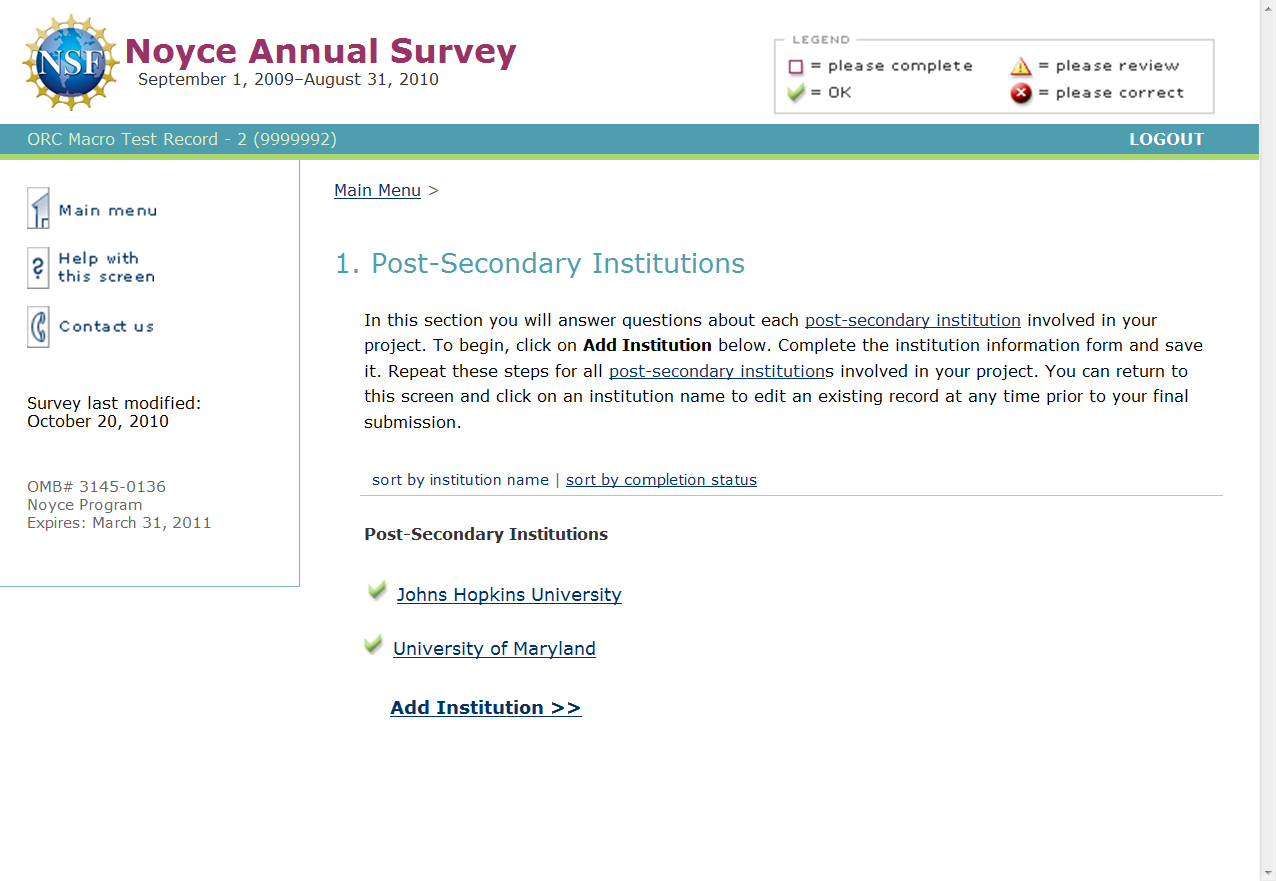 NSF
Noyce Annual Survey
September 1, 2009–August 31, 2010
LEGEND
= please complete
= please review
= OK
= please correct
ORC Macro Test Record - 2 (9999992)
LOGOUT
Main menu
Help with
this screen
Contact us
Survey last modified:
October 20, 2010
OMB# 3145-0136
Noyce Program
Expires: March 31, 2011
Main Menu >
1. Post-Secondary Institutions
In this section you will answer questions about each post-secondary institution involved in your
project. To begin, click on Add Institution below. Complete the institution information form and save
it. Repeat these steps for all post-secondary institutions involved in your project. You can return to
this screen and click on an institution name to edit an existing record at any time prior to your final
submission.
sort by institution name | sort by completion status
Post-Secondary Institutions
Johns Hopkins University
University of Maryland
Add Institution >>